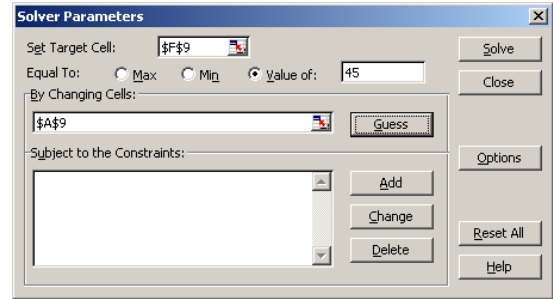 Solver Parameters
Set Target Cell: $F$9 Solve
Equal To: Max Min Value of: 45 Close
By Changing Cells:
$A$9 Guess
Subject to the Constraints: Options
Add
Change Reset All
Delete Help